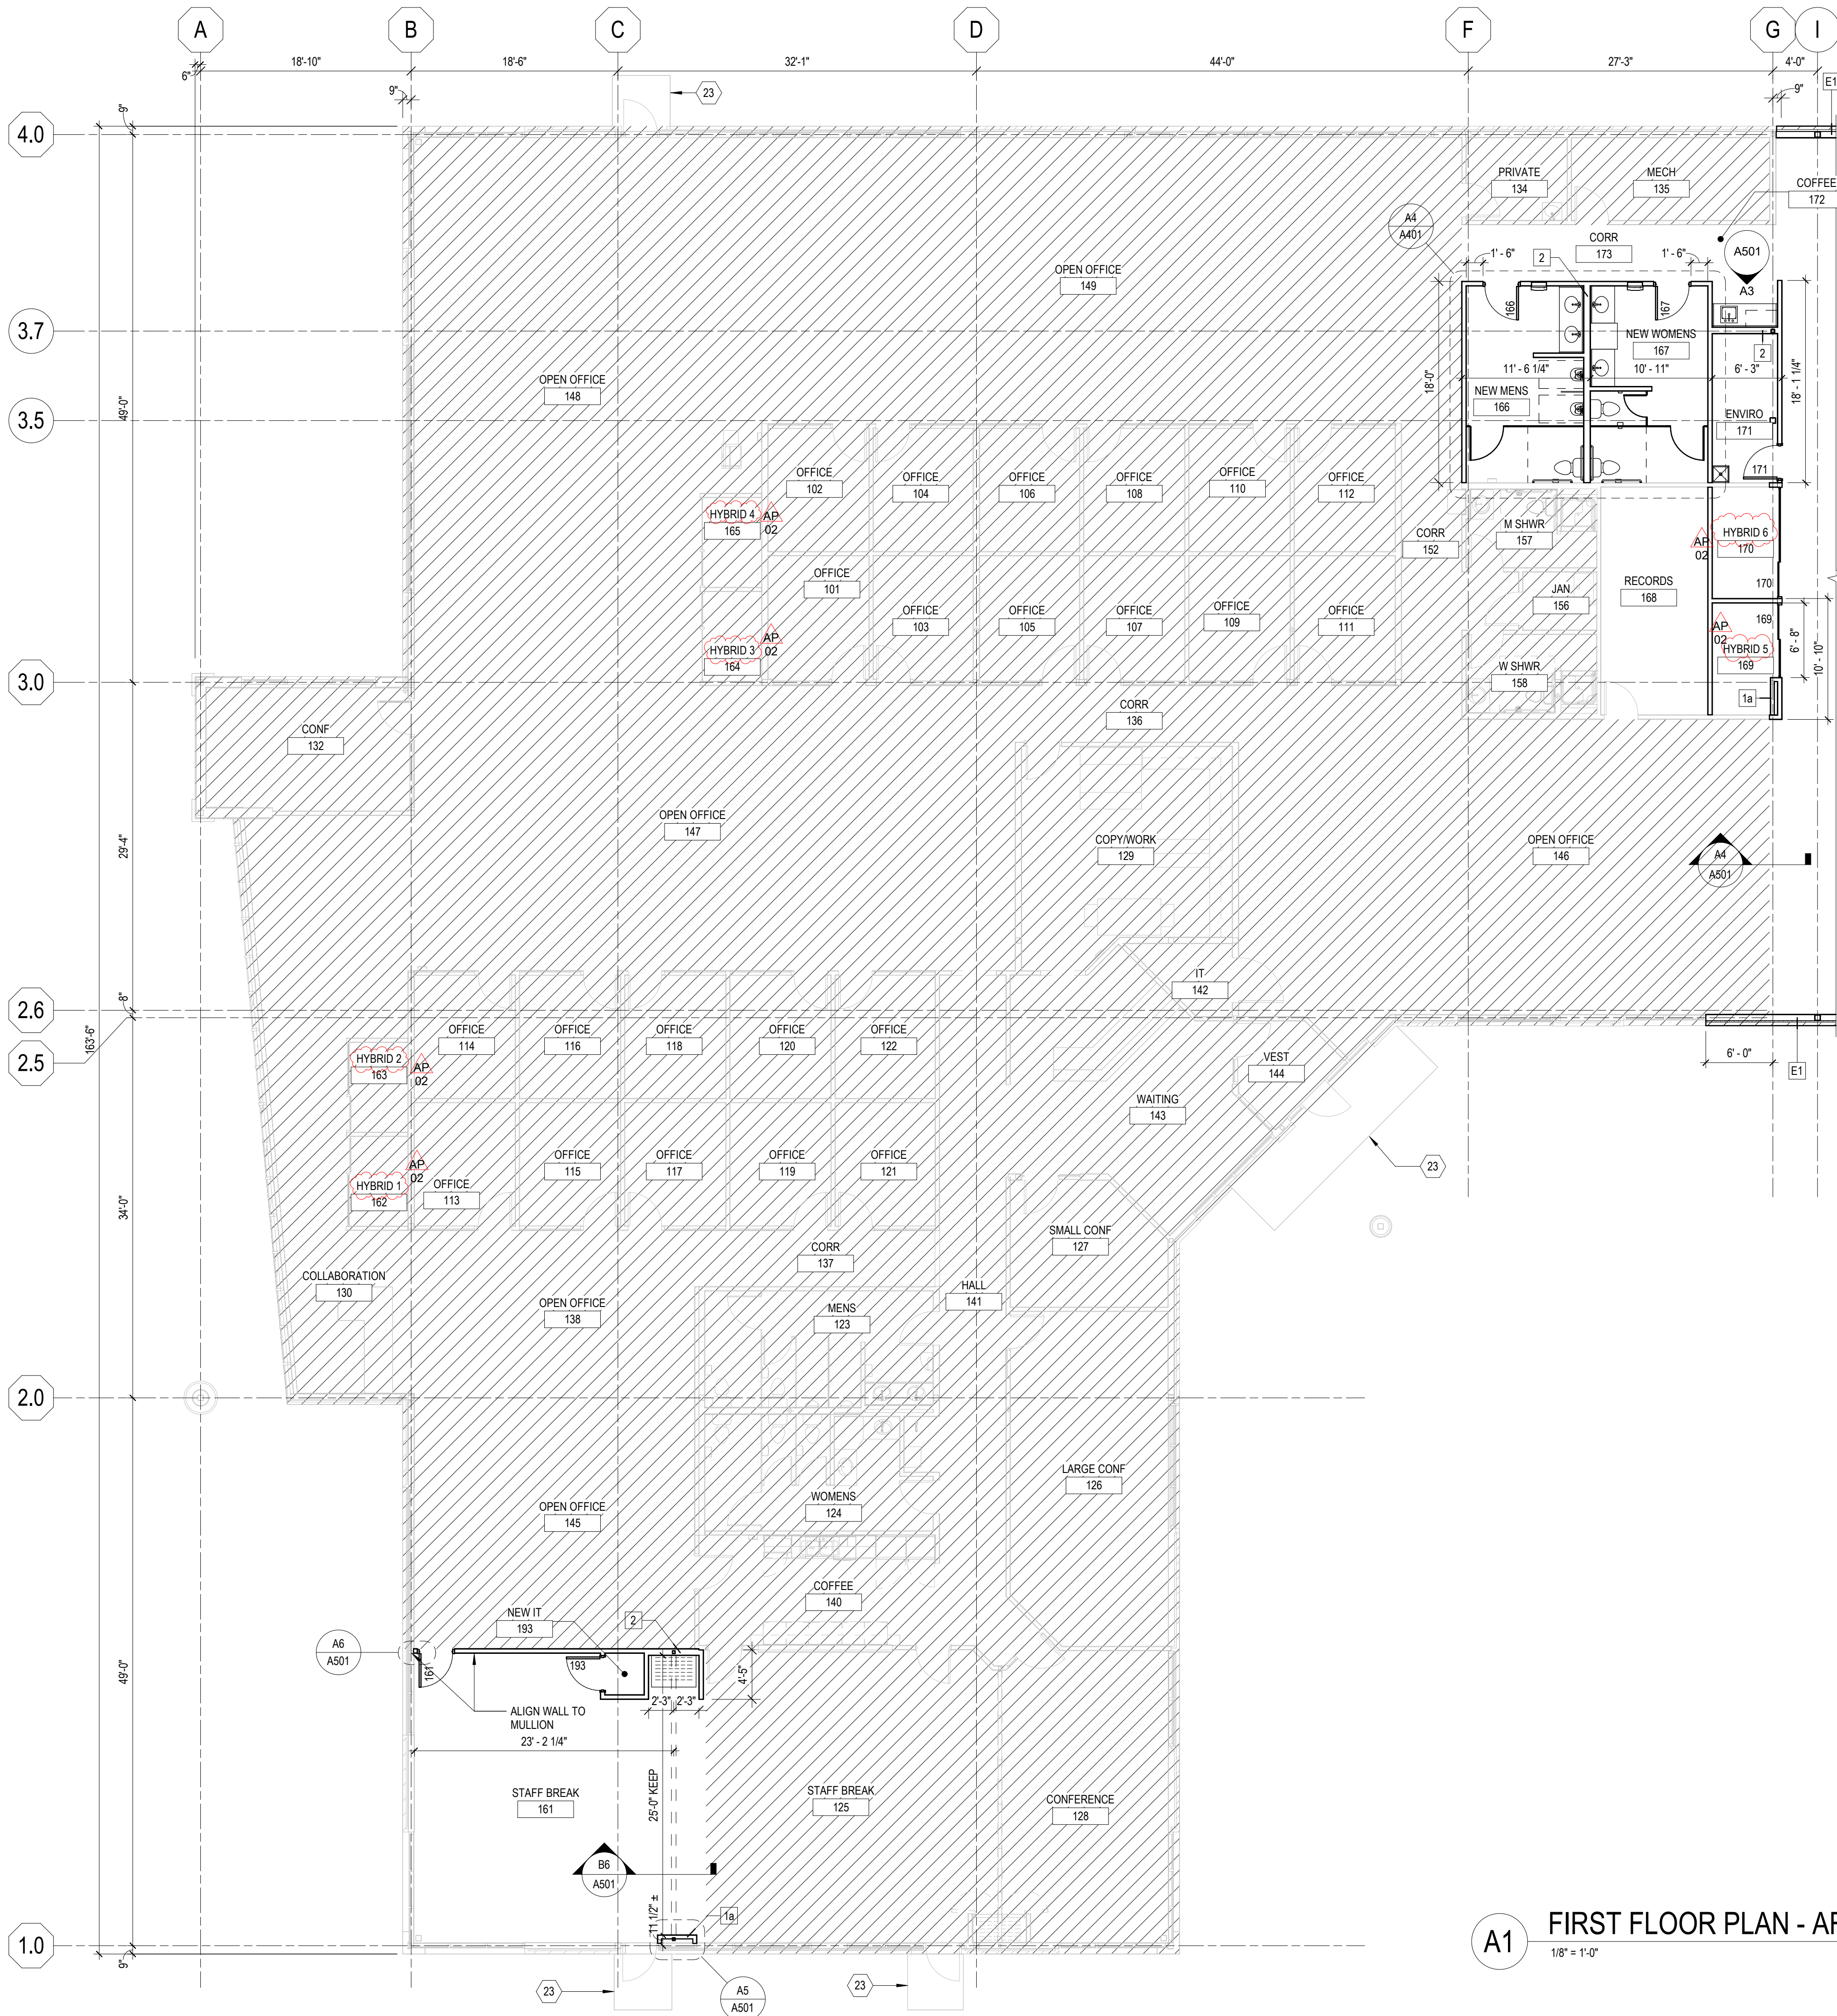 A
B
C
D
F
G
I
18'-10"
18'-6"
32'-1"
44'-0"
27'-3"
4'-0"
6"
9"
23
9"
E1
9"
4.0
PRIVATE
134
MECH
135
COFFEE
172
A4
A401
CORR
173
A501
A3
1' - 6"
2
1' - 6"
OPEN OFFICE
149
166
167
3.7
NEW WOMENS
167
2
18'-0"
11' - 6 1/4"
10' - 11"
6' - 3"
18' - 1 1/4"
OPEN OFFICE
148
NEW MENS
166
49'-0"
3.5
ENVIRO
171
171
OFFICE
102
OFFICE
104
OFFICE
106
OFFICE
108
OFFICE
110
OFFICE
112
HYBRID 4
165
AP
02
CORR
152
M SHWR
157
AP
02
HYBRID 6
170
170
OFFICE
101
JAN
156
RECORDS
168
OFFICE
103
OFFICE
105
OFFICE
107
OFFICE
109
OFFICE
111
HYBRID 3
164
AP
02
169
AP
02
HYBRID 5
169
6' - 8"
10' - 10"
3.0
W SHWR
158
1a
CONF
132
CORR
136
OPEN OFFICE
147
COPY/WORK
129
OPEN OFFICE
146
A4
A501
29'-4"
IT
142
8"
2.6
163'-6"
2.5
OFFICE
114
OFFICE
116
OFFICE
118
OFFICE
120
OFFICE
122
HYBRID 2
163
AP
02
VEST
144
6' - 0"
E1
WAITING
143
OFFICE
115
OFFICE
117
OFFICE
119
OFFICE
121
23
HYBRID 1
162
AP
02
OFFICE
113
34'-0"
SMALL CONF
127
CORR
137
COLLABORATION
130
HALL
141
OPEN OFFICE
138
MENS
123
2.0
LARGE CONF
126
OPEN OFFICE
145
WOMENS
124
COFFEE
140
NEW IT
193
2
A6
A501
161
193
49'-0"
4'-5"
2'-3"
2'-3"
ALIGN WALL TO
MULLION
23' - 2 1/4"
25'-0" KEEP
STAFF BREAK
161
STAFF BREAK
125
CONFERENCE
128
B6
A501
11 1/2" ±
1a
1.0
9"
23
A5
A501
23
A1
FIRST FLOOR PLAN - AP
1/8" = 1'-0"